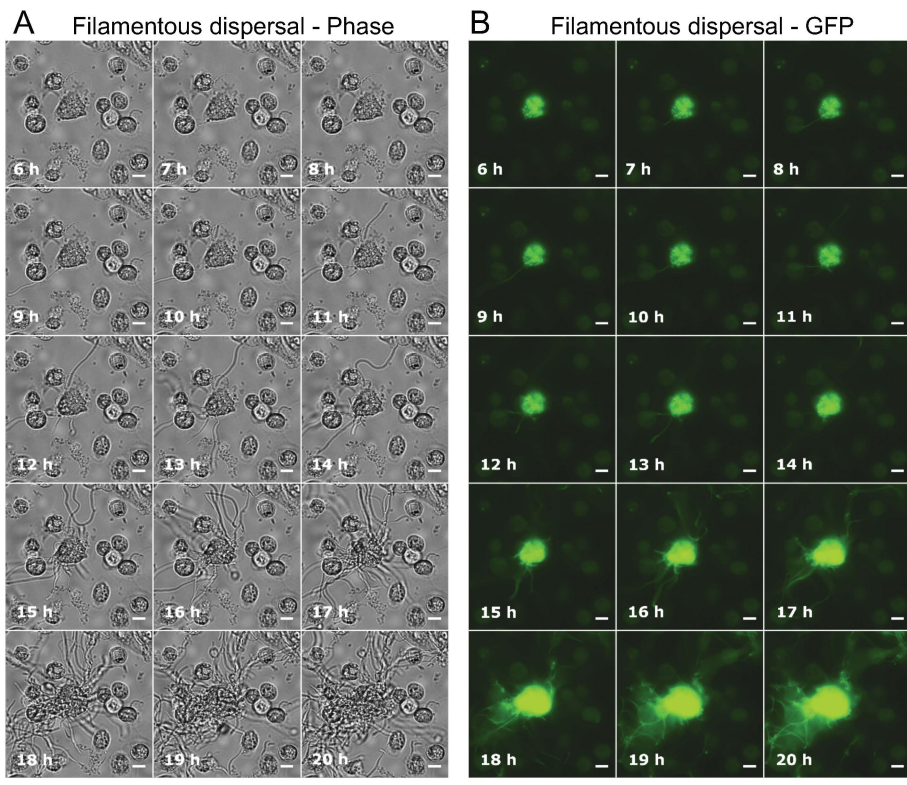 A Filamentous dispersal - Phase
6 h 7 h 8 h
9 h 10 h 11 h
12 h 13 h 14 h
15 h 16 h 17 h
18 h 19 h 20 h
B Filamentous dispersal - GFP
6 h 7 h 8 h
9 h 10 h 11 h
12 h 13 h 14 h
15 h 16 h 17 h
18 h 19 h 20 h